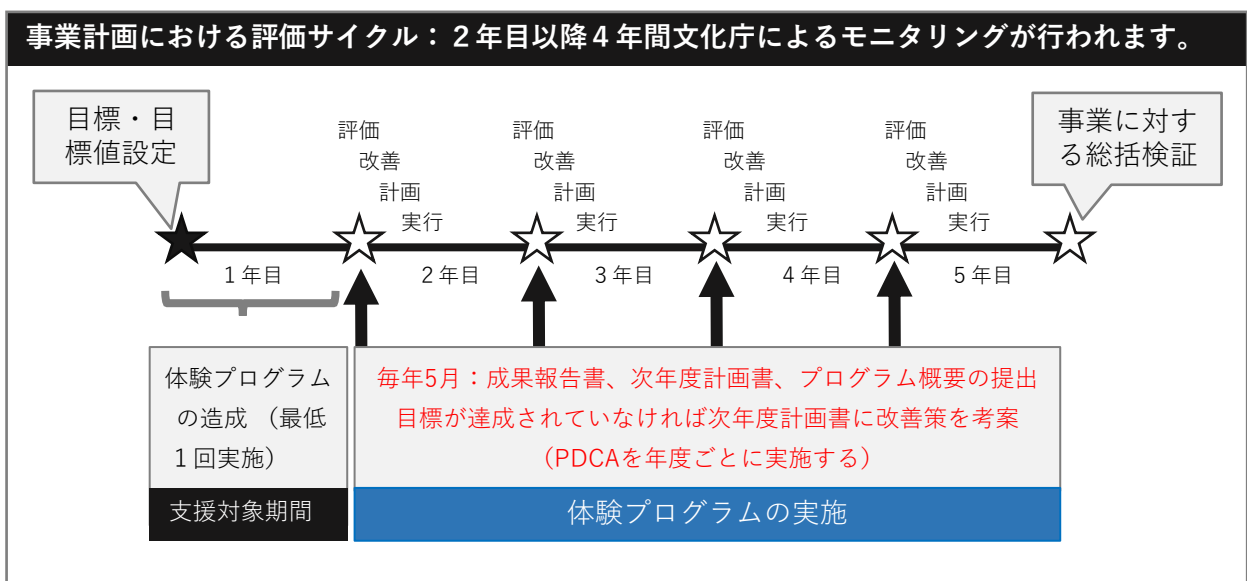 事業計画における評価サイクル：２年目以降４年間文化庁によるモニタリングが行われます。
目標・目
標値設定
評価
改善
計画
実行
評価
改善
計画
実行
評価
改善
計画
実行
評価
改善
計画
実行
事業に対す
る総括検証
１年目
２年目
３年目
４年目
５年目
体験プログラム
の造成 （最低
１回実施）
支援対象期間
毎年5月：成果報告書、次年度計画書、プログラム概要の提出
目標が達成されていなければ次年度計画書に改善策を考案
（PDCAを年度ごとに実施する）
体験プログラムの実施